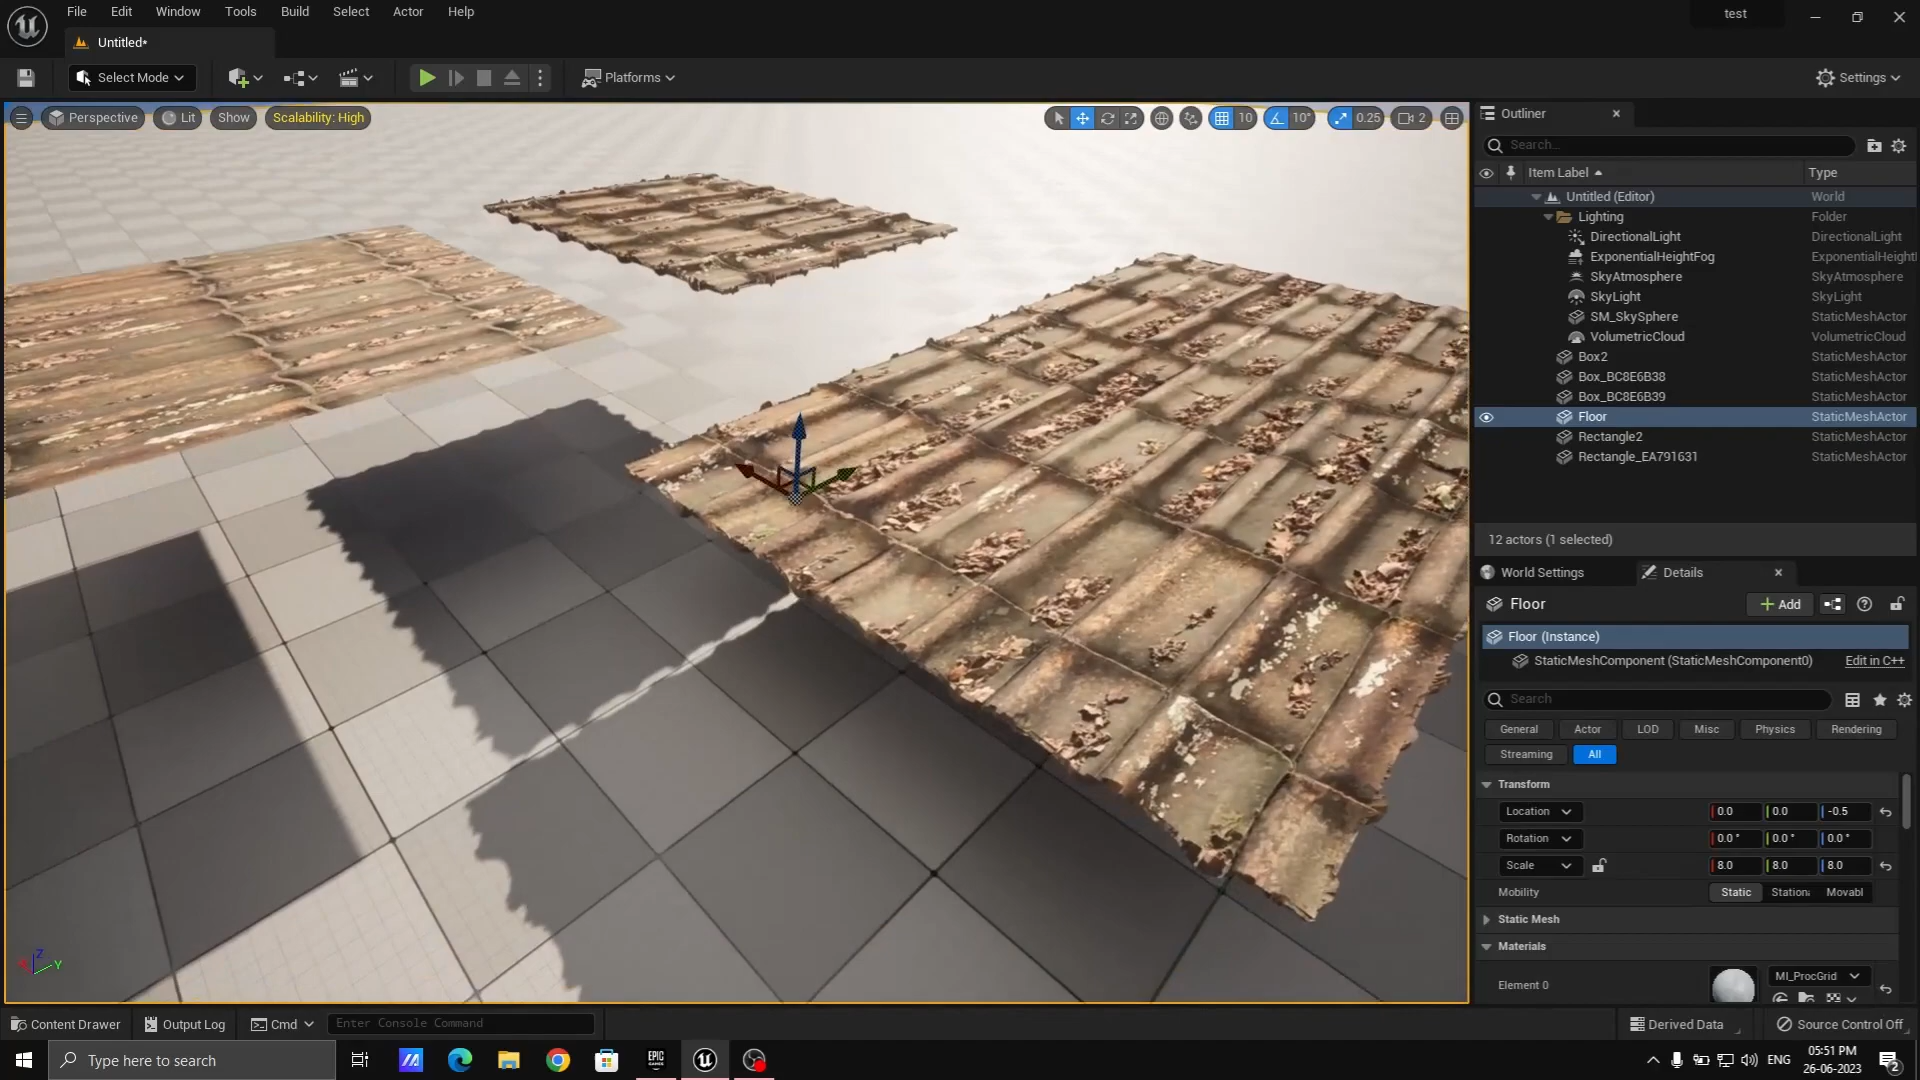 File Edit Window Tools Build Select Actor Help
test
Untitled*
Select Mode
Platforms
Settings
Perspective Lit Show Scalability: High
10 10° 0.25 2
Outliner
Search...
Item Label Type
Untitled (Editor) World
Lighting Folder
DirectionalLight DirectionalLight
ExponentialHeightFog ExponentialHeightI
SkyAtmosphere SkyAtmosphere
SkyLight SkyLight
SM_SkySphere StaticMeshActor
VolumetricCloud VolumetricCloud
Box2 StaticMeshActor
Box_BC8E6B38 StaticMeshActor
Box_BC8E6B39 StaticMeshActor
Floor StaticMeshActor
Rectangle2 StaticMeshActor
Rectangle_EA791631 StaticMeshActor
12 actors (1 selected)
World Settings Details
Floor
Add
Floor (Instance)
StaticMeshComponent (StaticMeshComponent0) Edit in C++
Search
General Actor LOD Misc Physics Rendering
Streaming All
Transform
Location 0.0 0.0 -0.5
Rotation 0.0° 0.0° 0.0°
Scale 8.0 8.0 8.0
Mobility Static Station Movabl
Static Mesh
Materials
Element 0 MI_ProcGrid
X Z Y
Content Drawer Output Log Cmd Enter Console Command
Derived Data Source Control Off
Type here to search
EPIC GAMES
ENG
05:51 PM
26-06-2023
2